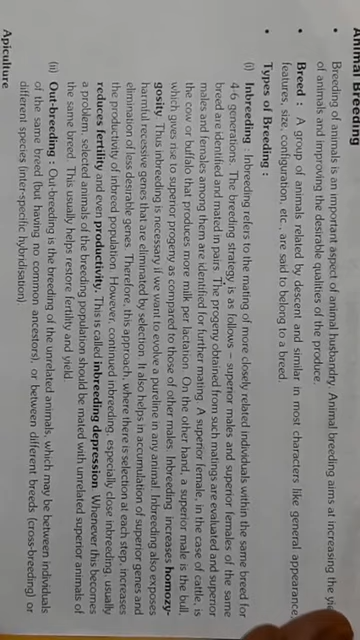 Animal Breeding
• Breeding of animals is an important aspect of animal husbandry. Animal breeding aims at increasing the
of animals and improving the desirable qualities of the produce.
• Breed : A group of animals related by descent and similar in most characters like general appearance
features, size, configuration, etc., are said to belong to a breed.
• Types of Breeding :
(i) Inbreeding : Inbreeding refers to the mating of more closely related individuals within the same breed for
4-6 generations. The breeding strategy is as follows – superior males and superior females of the same
breed are identified and mated in pairs. The progeny obtained from such matings are evaluated and superior
males and females among them are identified for further mating. A superior female, in the case of cattle, is
the cow or buffalo that produces more milk per lactation. On the other hand, a superior male is the bull,
which gives rise to superior progeny as compared to those of other males. Inbreeding increases homozy-
gosity. Thus inbreeding is necessary if we want to evolve a pureline in any animal. Inbreeding also exposes
harmful recessive genes that are eliminated by selection. It also helps in accumulation of superior genes and
elimination of less desirable genes. Therefore, this approach, where there is selection at each step, increases
the productivity of inbred population. However, continued inbreeding, especially close inbreeding, usually
reduces fertility and even productivity. This is called inbreeding depression. Whenever this becomes
a problem, selected animals of the breeding population should be mated with unrelated superior animals of
the same breed. This usually helps restore fertility and yield.
(ii) Out-breeding : Out-breeding is the breeding of the unrelated animals, which may be between individuals
of the same breed (but having no common ancestors), or between different breeds (cross-breeding) or
different species (inter-specific hybridisation).
Apiculture